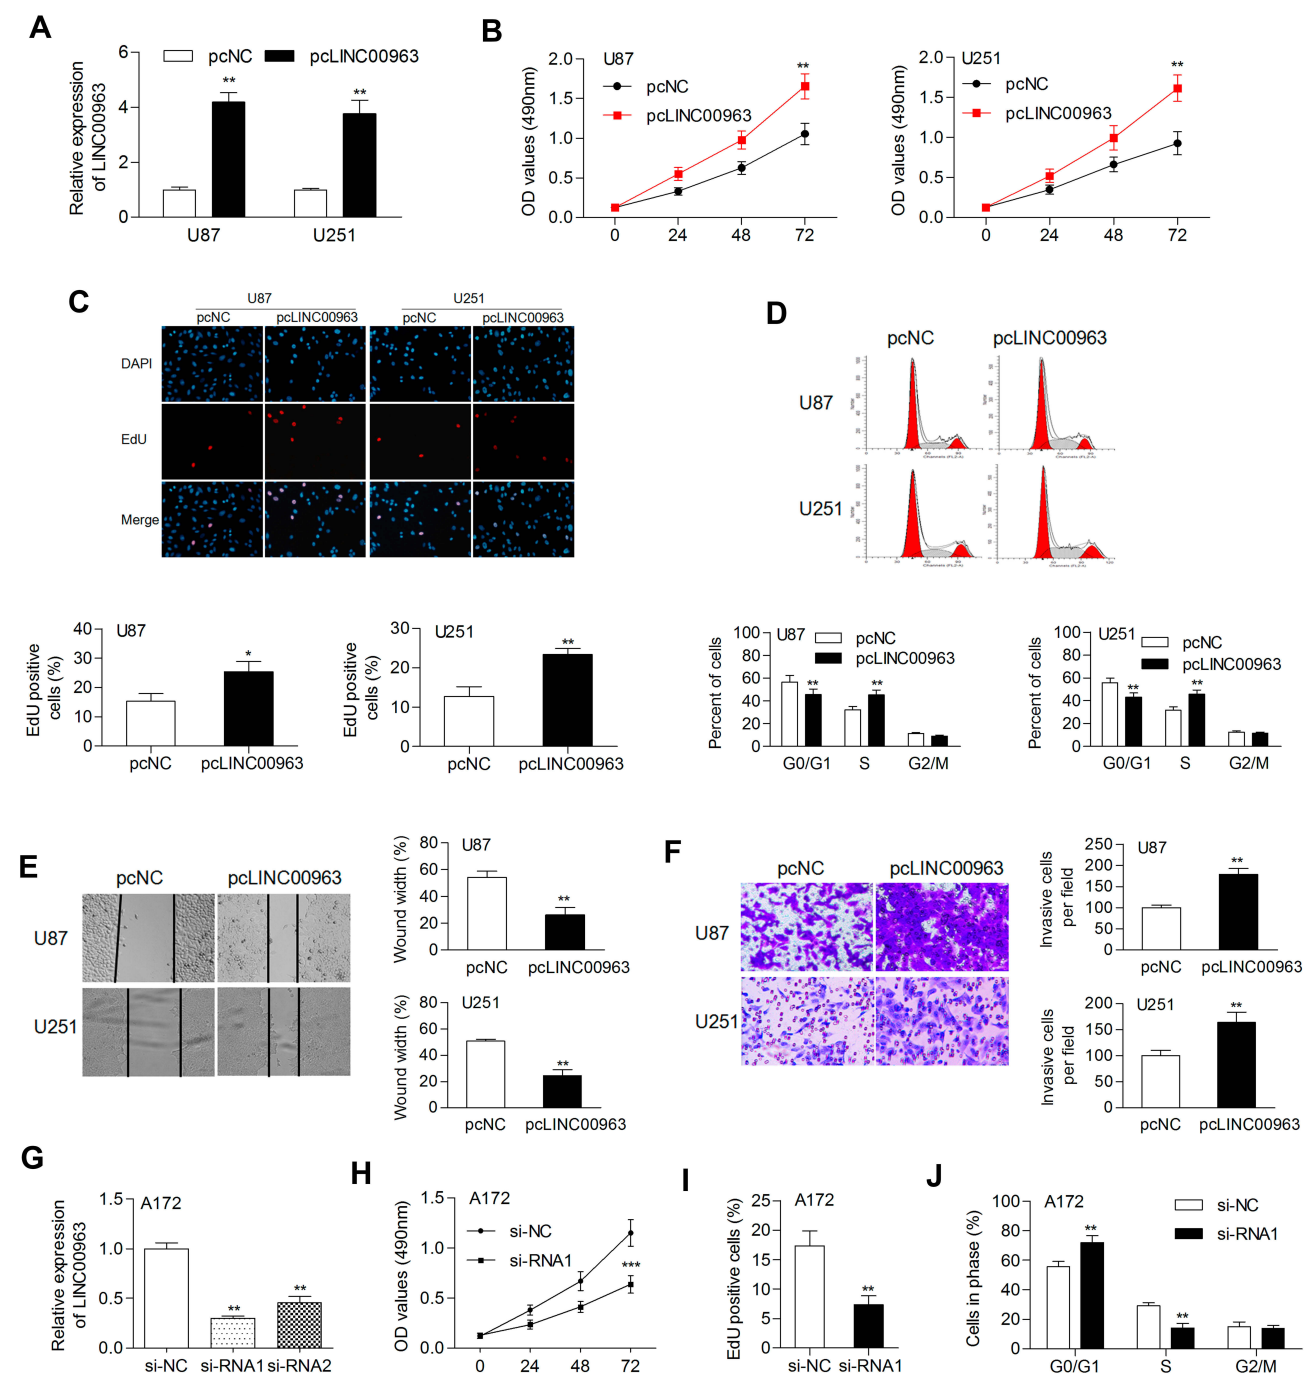 A
pcNC pcLINC00963
Relative expression
of LINC00963
6
4
2
0
** **
U87 U251
B
U87
pcNC
pcLINC00963
OD values (490nm)
2.0
1.5
1.0
0.5
0.0
**
0 24 48 72
U251
pcNC
pcLINC00963
OD values (490nm)
2.0
1.5
1.0
0.5
0.0
**
0 24 48 72
C
U87 U251
pcNC pcLINC00963 pcNC pcLINC00963
DAPI
EdU
Merge
EdU positive
cells (%)
40
30
20
10
0
U87
*
pcNC pcLINC00963
EdU positive
cells (%)
30
20
10
0
U251
**
pcNC pcLINC00963
D
pcNC pcLINC00963
U87
U251
Percent of cells
100
80
60
40
20
0
U87
pcNC
pcLINC00963
** **
G0/G1 S G2/M
Percent of cells
100
80
60
40
20
0
U251
pcNC
pcLINC00963
** **
G0/G1 S G2/M
E
pcNC pcLINC00963
U87
U251
Wound width (%)
80
60
40
20
0
U87
**
pcNC pcLINC00963
Wound width (%)
80
60
40
20
0
U251
**
pcNC pcLINC00963
F
pcNC pcLINC00963
U87
U251
Invasive cells
per field
250
200
150
100
50
0
U87
**
pcNC pcLINC00963
Invasive cells
per field
200
150
100
50
0
U251
**
pcNC pcLINC00963
G
Relative expression
of LINC00963
1.5
1.0
0.5
0.0
A172
** **
si-NC si-RNA1 si-RNA2
H
OD values (490nm)
1.5
1.0
0.5
0.0
A172
si-NC
si-RNA1
***
0 24 48 72
I
EdU positive cells (%)
25
20
15
10
5
0
A172
**
si-NC si-RNA1
J
Cells in phase (%)
100
80
60
40
20
0
A172
si-NC
si-RNA1
** **
G0/G1 S G2/M